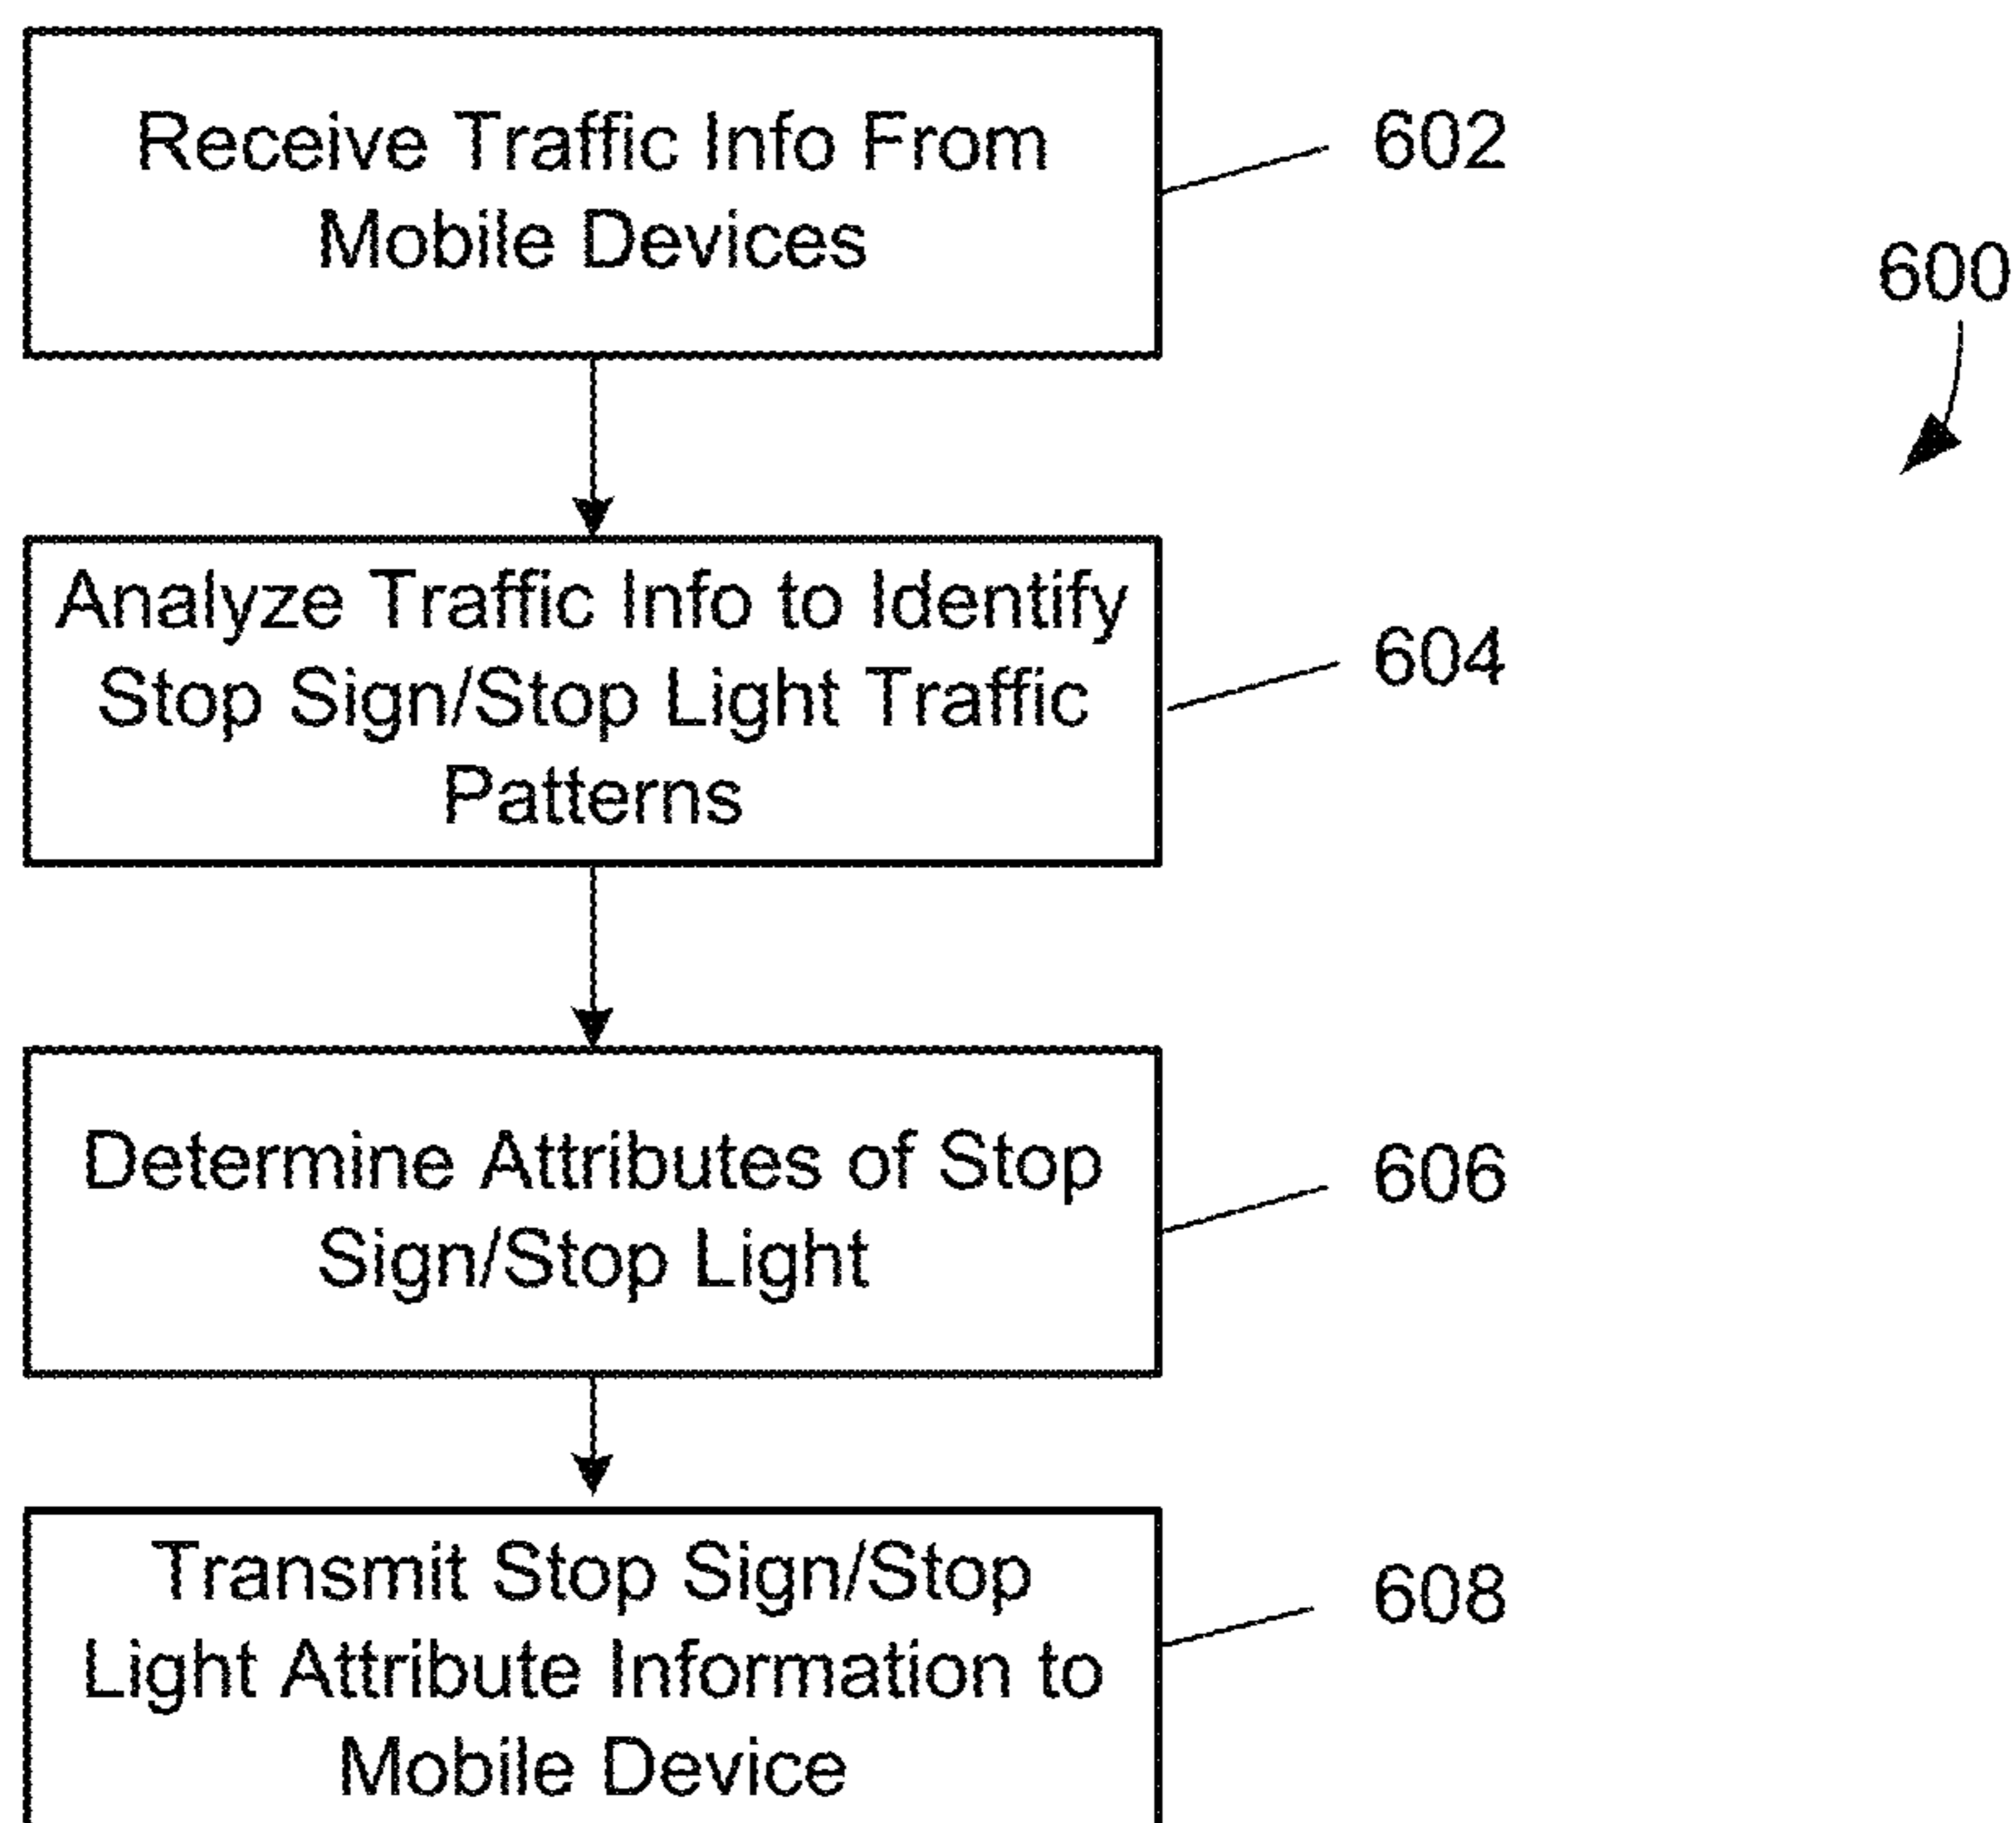 Receive Traffic Info From
Mobile Devices
602
600
Analyze Traffic Info to Identify
Stop Sign/Stop Light Traffic
Patterns
604
Determine Attributes of Stop
Sign/Stop Light
606
Transmit Stop Sign/Stop
Light Attribute Information to
Mobile Device
608